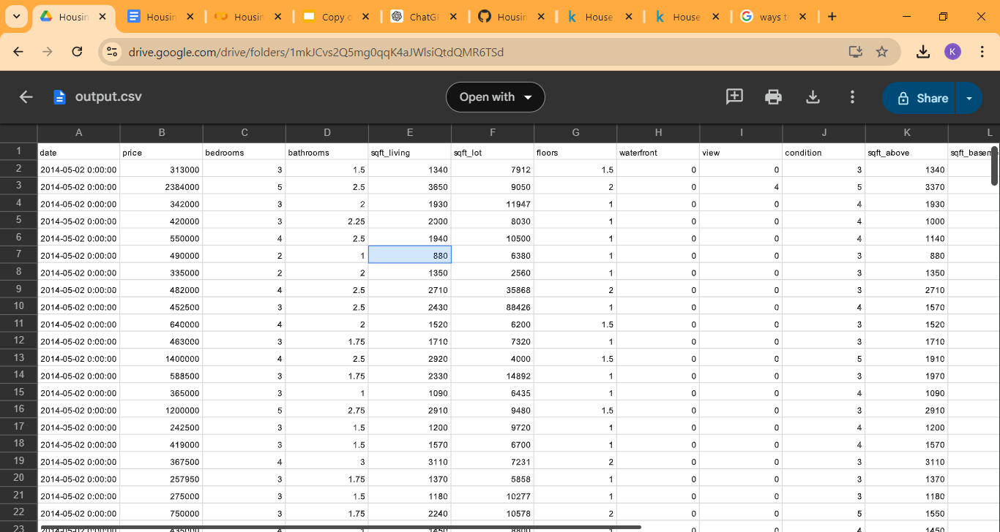 Housin Housin Housin Copy o ChatGP Housin House House ways t
drive.google.com/drive/folders/1mkJCvs2Q5mg0qqK4aJWlsiQtdQMR6TSd K
output.csv Open with Share
A B C D E F G H I J K L
1 date price bedrooms bathrooms sqft_living sqft_lot floors waterfront view condition sqft_above sqft_basem
2 2014-05-02 0:00:00 313000 3 1.5 1340 7912 1.5 0 0 3 1340
3 2014-05-02 0:00:00 2384000 5 2.5 3650 9050 2 0 4 5 3370
4 2014-05-02 0:00:00 342000 3 2 1930 11947 1 0 0 4 1930
5 2014-05-02 0:00:00 420000 3 2.25 2000 8030 1 0 0 4 1000
6 2014-05-02 0:00:00 550000 4 2.5 1940 10500 1 0 0 4 1140
7 2014-05-02 0:00:00 490000 2 1 880 6380 1 0 0 3 880
8 2014-05-02 0:00:00 335000 2 2 1350 2560 1 0 0 3 1350
9 2014-05-02 0:00:00 482000 4 2.5 2710 35868 2 0 0 3 2710
10 2014-05-02 0:00:00 452500 3 2.5 2430 88426 1 0 0 4 1570
11 2014-05-02 0:00:00 640000 4 2 1520 6200 1.5 0 0 3 1520
12 2014-05-02 0:00:00 463000 3 1.75 1710 7320 1 0 0 3 1710
13 2014-05-02 0:00:00 1400000 4 2.5 2920 4000 1.5 0 0 5 1910
14 2014-05-02 0:00:00 588500 3 1.75 2330 14892 1 0 0 3 1970
15 2014-05-02 0:00:00 365000 3 1 1090 6435 1 0 0 4 1090
16 2014-05-02 0:00:00 1200000 5 2.75 2910 9480 1.5 0 0 3 2910
17 2014-05-02 0:00:00 242500 3 1.5 1200 9720 1 0 0 4 1200
18 2014-05-02 0:00:00 419000 3 1.5 1570 6700 1 0 0 4 1570
19 2014-05-02 0:00:00 367500 4 3 3110 7231 2 0 0 3 3110
20 2014-05-02 0:00:00 257950 3 1.75 1370 5858 1 0 0 3 1370
21 2014-05-02 0:00:00 275000 3 1.5 1180 10277 1 0 0 3 1180
22 2014-05-02 0:00:00 750000 3 1.75 2240 10578 2 0 0 5 1550
23 435000 4 1 1450 8800 1 0 0 4 1450